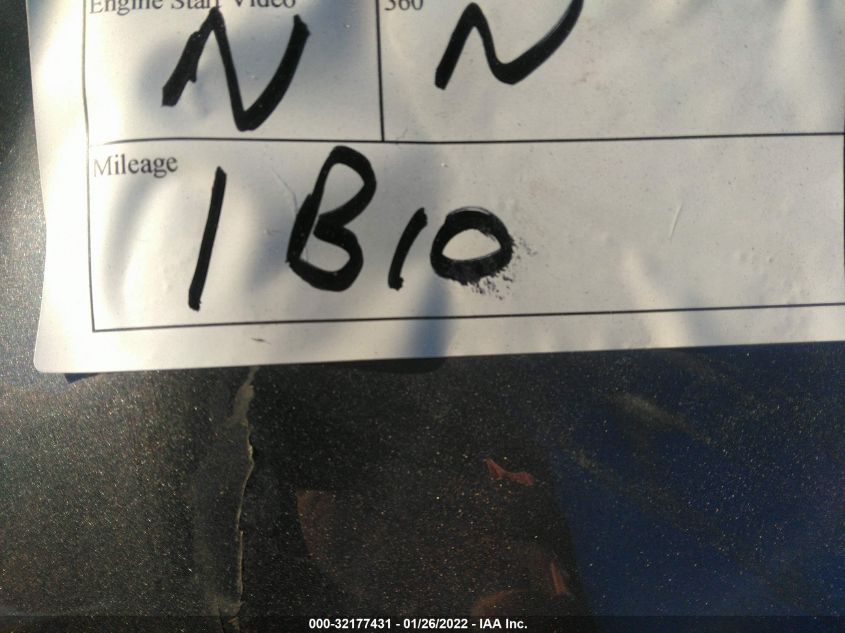 Engine Start Video 360
N N
Mileage
1B10
000-32177431 - 01/26/2022 - IAA Inc.